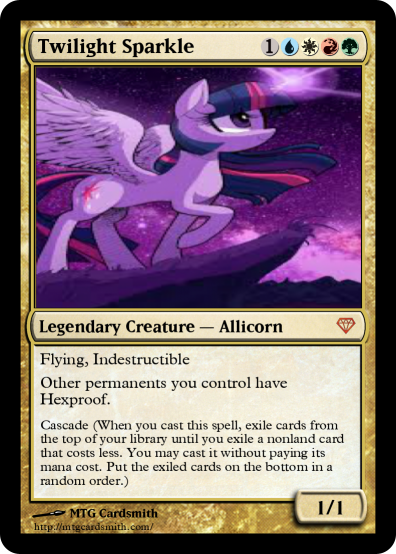 Twilight Sparkle 1
Legendary Creature — Allicorn
Flying, Indestructible
Other permanents you control have
Hexproof.
Cascade (When you cast this spell, exile cards from
the top of your library until you exile a nonland card
that costs less. You may cast it without paying its
mana cost. Put the exiled cards on the bottom in a
random order.)
1/1
MTG Cardsmith
http://mtgcardsmith.com/